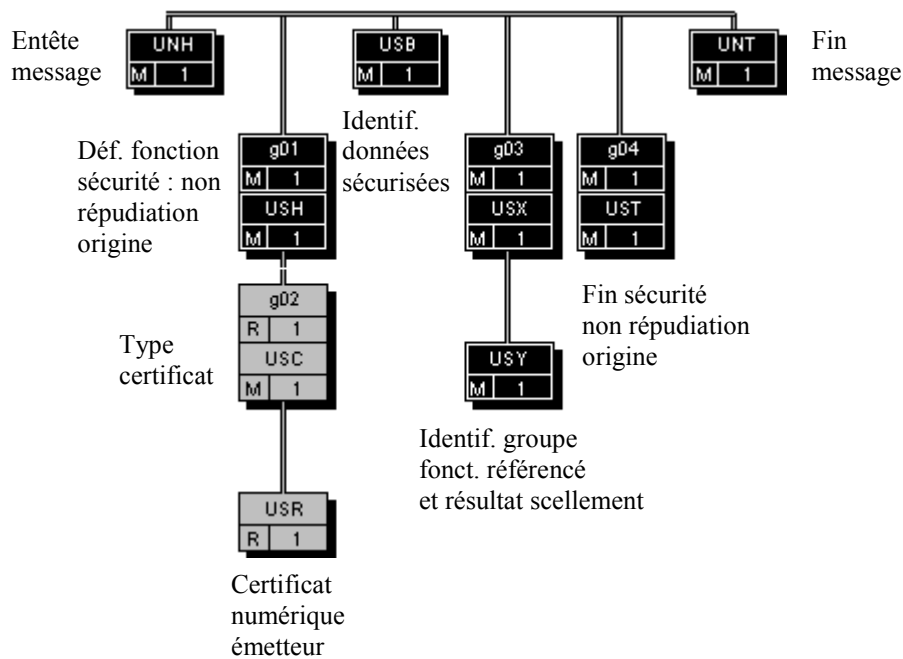 Entête
message
UNH
M 1
USB
M 1
UNT
M 1
Fin
message
Déf. fonction
sécurité : non
répudiation
origine
g01
M 1
USH
M 1
Identif.
données
sécurisées
g03
M 1
USX
M 1
g04
M 1
UST
M 1
Type
certificat
g02
R 1
USC
M 1
USY
M 1
Fin sécurité
non répudiation
origine
Identif. groupe
fonct. référencé
et résultat scellement
USR
R 1
Certificat
numérique
émetteur